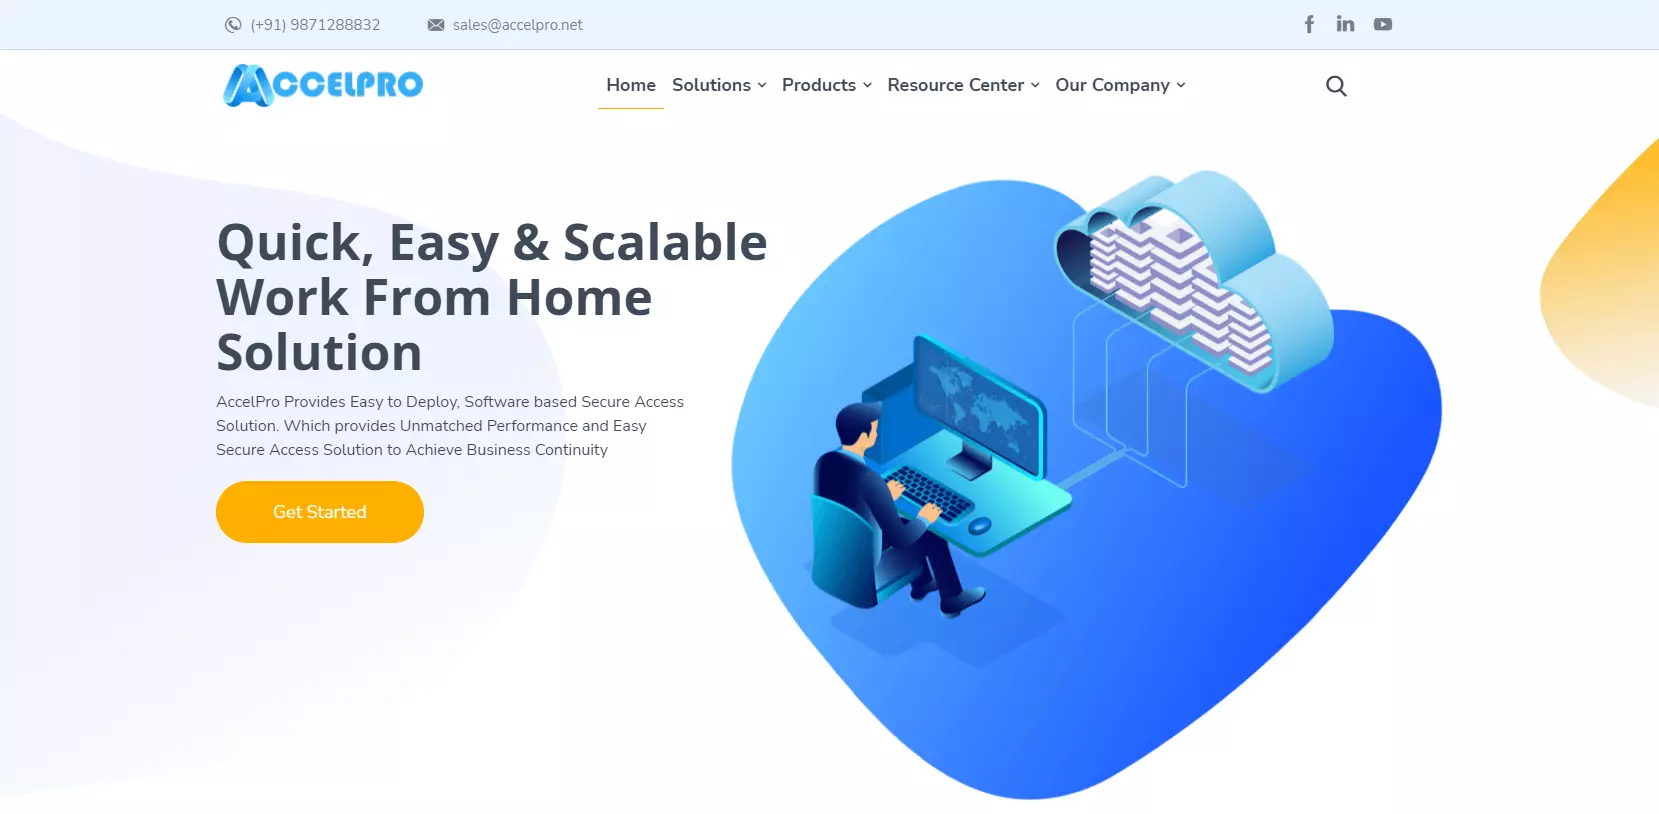 (+91) 9871288832
sales@accelpro.net
ACCELPRO
Home Solutions Products Resource Center Our Company
Quick, Easy & Scalable
Work From Home
Solution
AccelPro Provides Easy to Deploy, Software based Secure Access
Solution. Which provides Unmatched Performance and Easy
Secure Access Solution to Achieve Business Continuity
Get Started